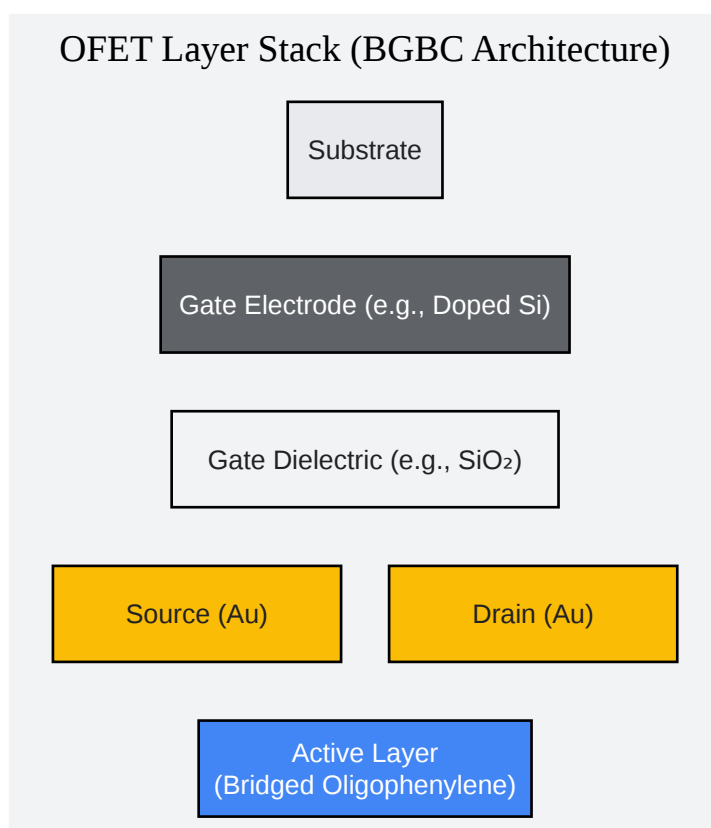 OFET Layer Stack (BGBC Architecture)
Substrate
Gate Electrode (e.g., Doped Si)
Gate Dielectric (e.g., SiO₂)
Source (Au)
Drain (Au)
Active Layer
(Bridged Oligophenylene)